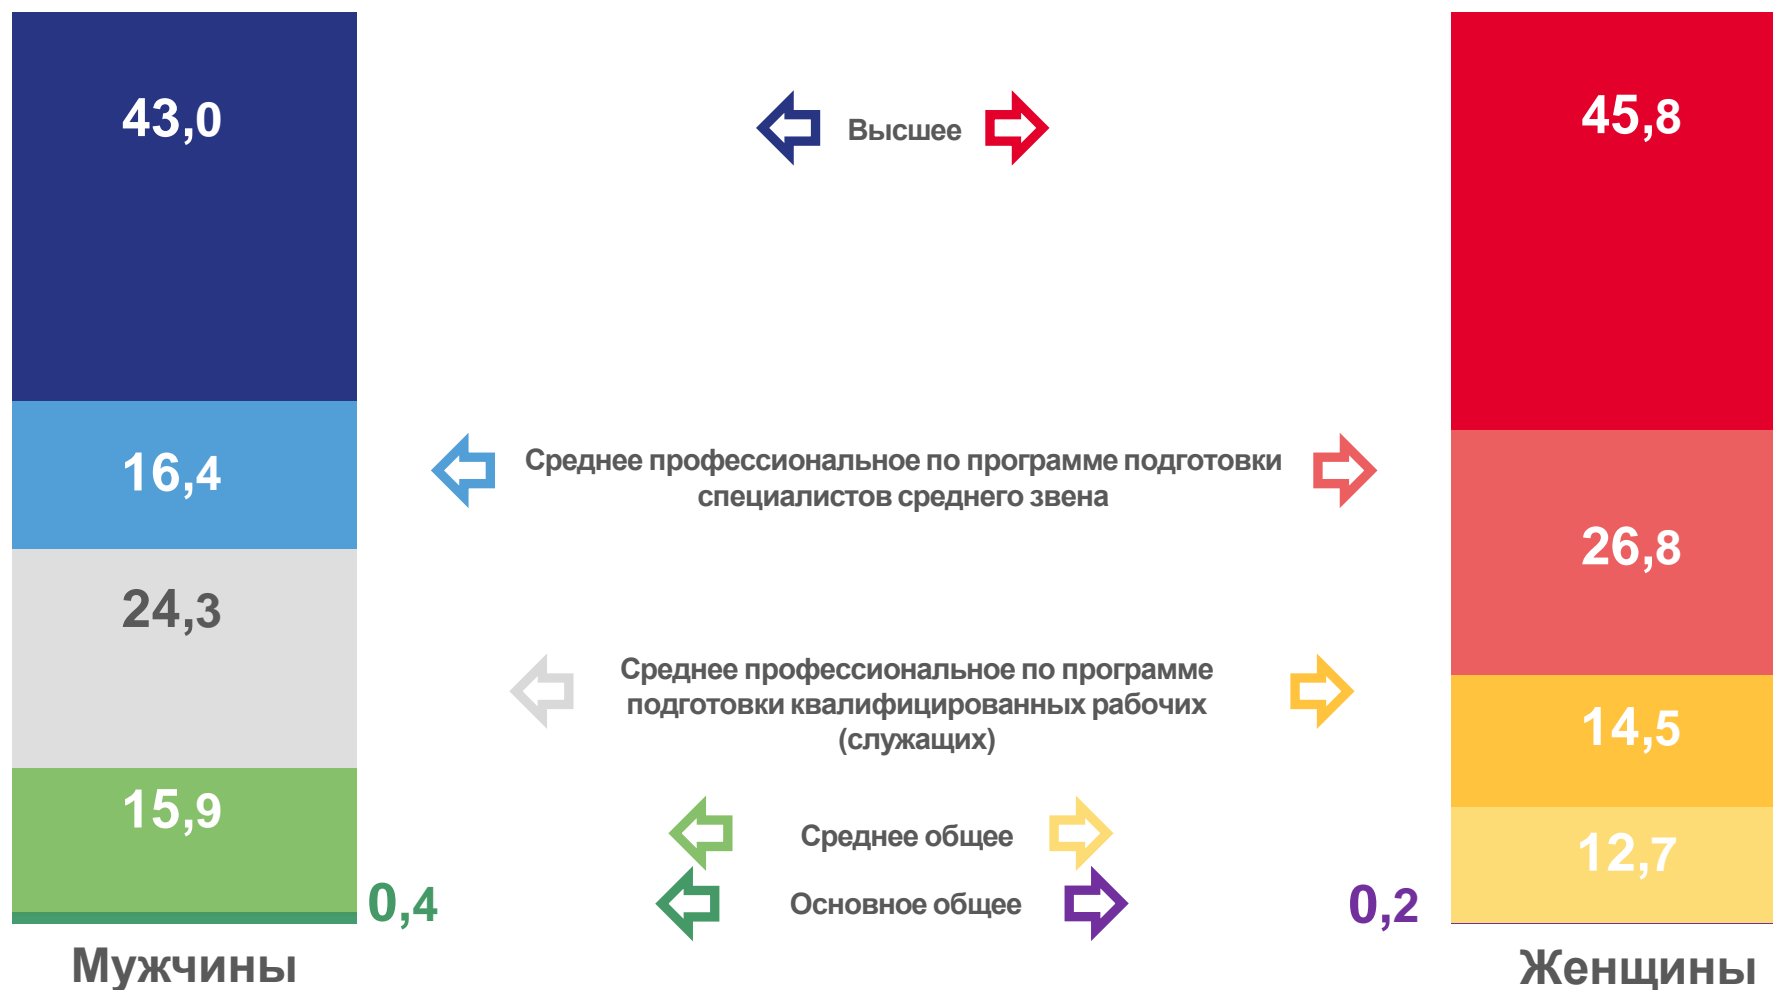 43,0
Высшее
45,8
16,4
Среднее профессиональное по программе подготовки
специалистов среднего звена
26,8
24,3
Среднее профессиональное по программе
подготовки квалифицированных рабочих
(служащих)
14,5
15,9
Среднее общее
12,7
0,4
Основное общее
0,2
Мужчины
Женщины